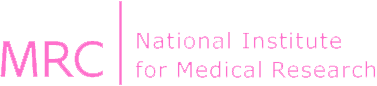 MRC
National Institute
for Medical Research